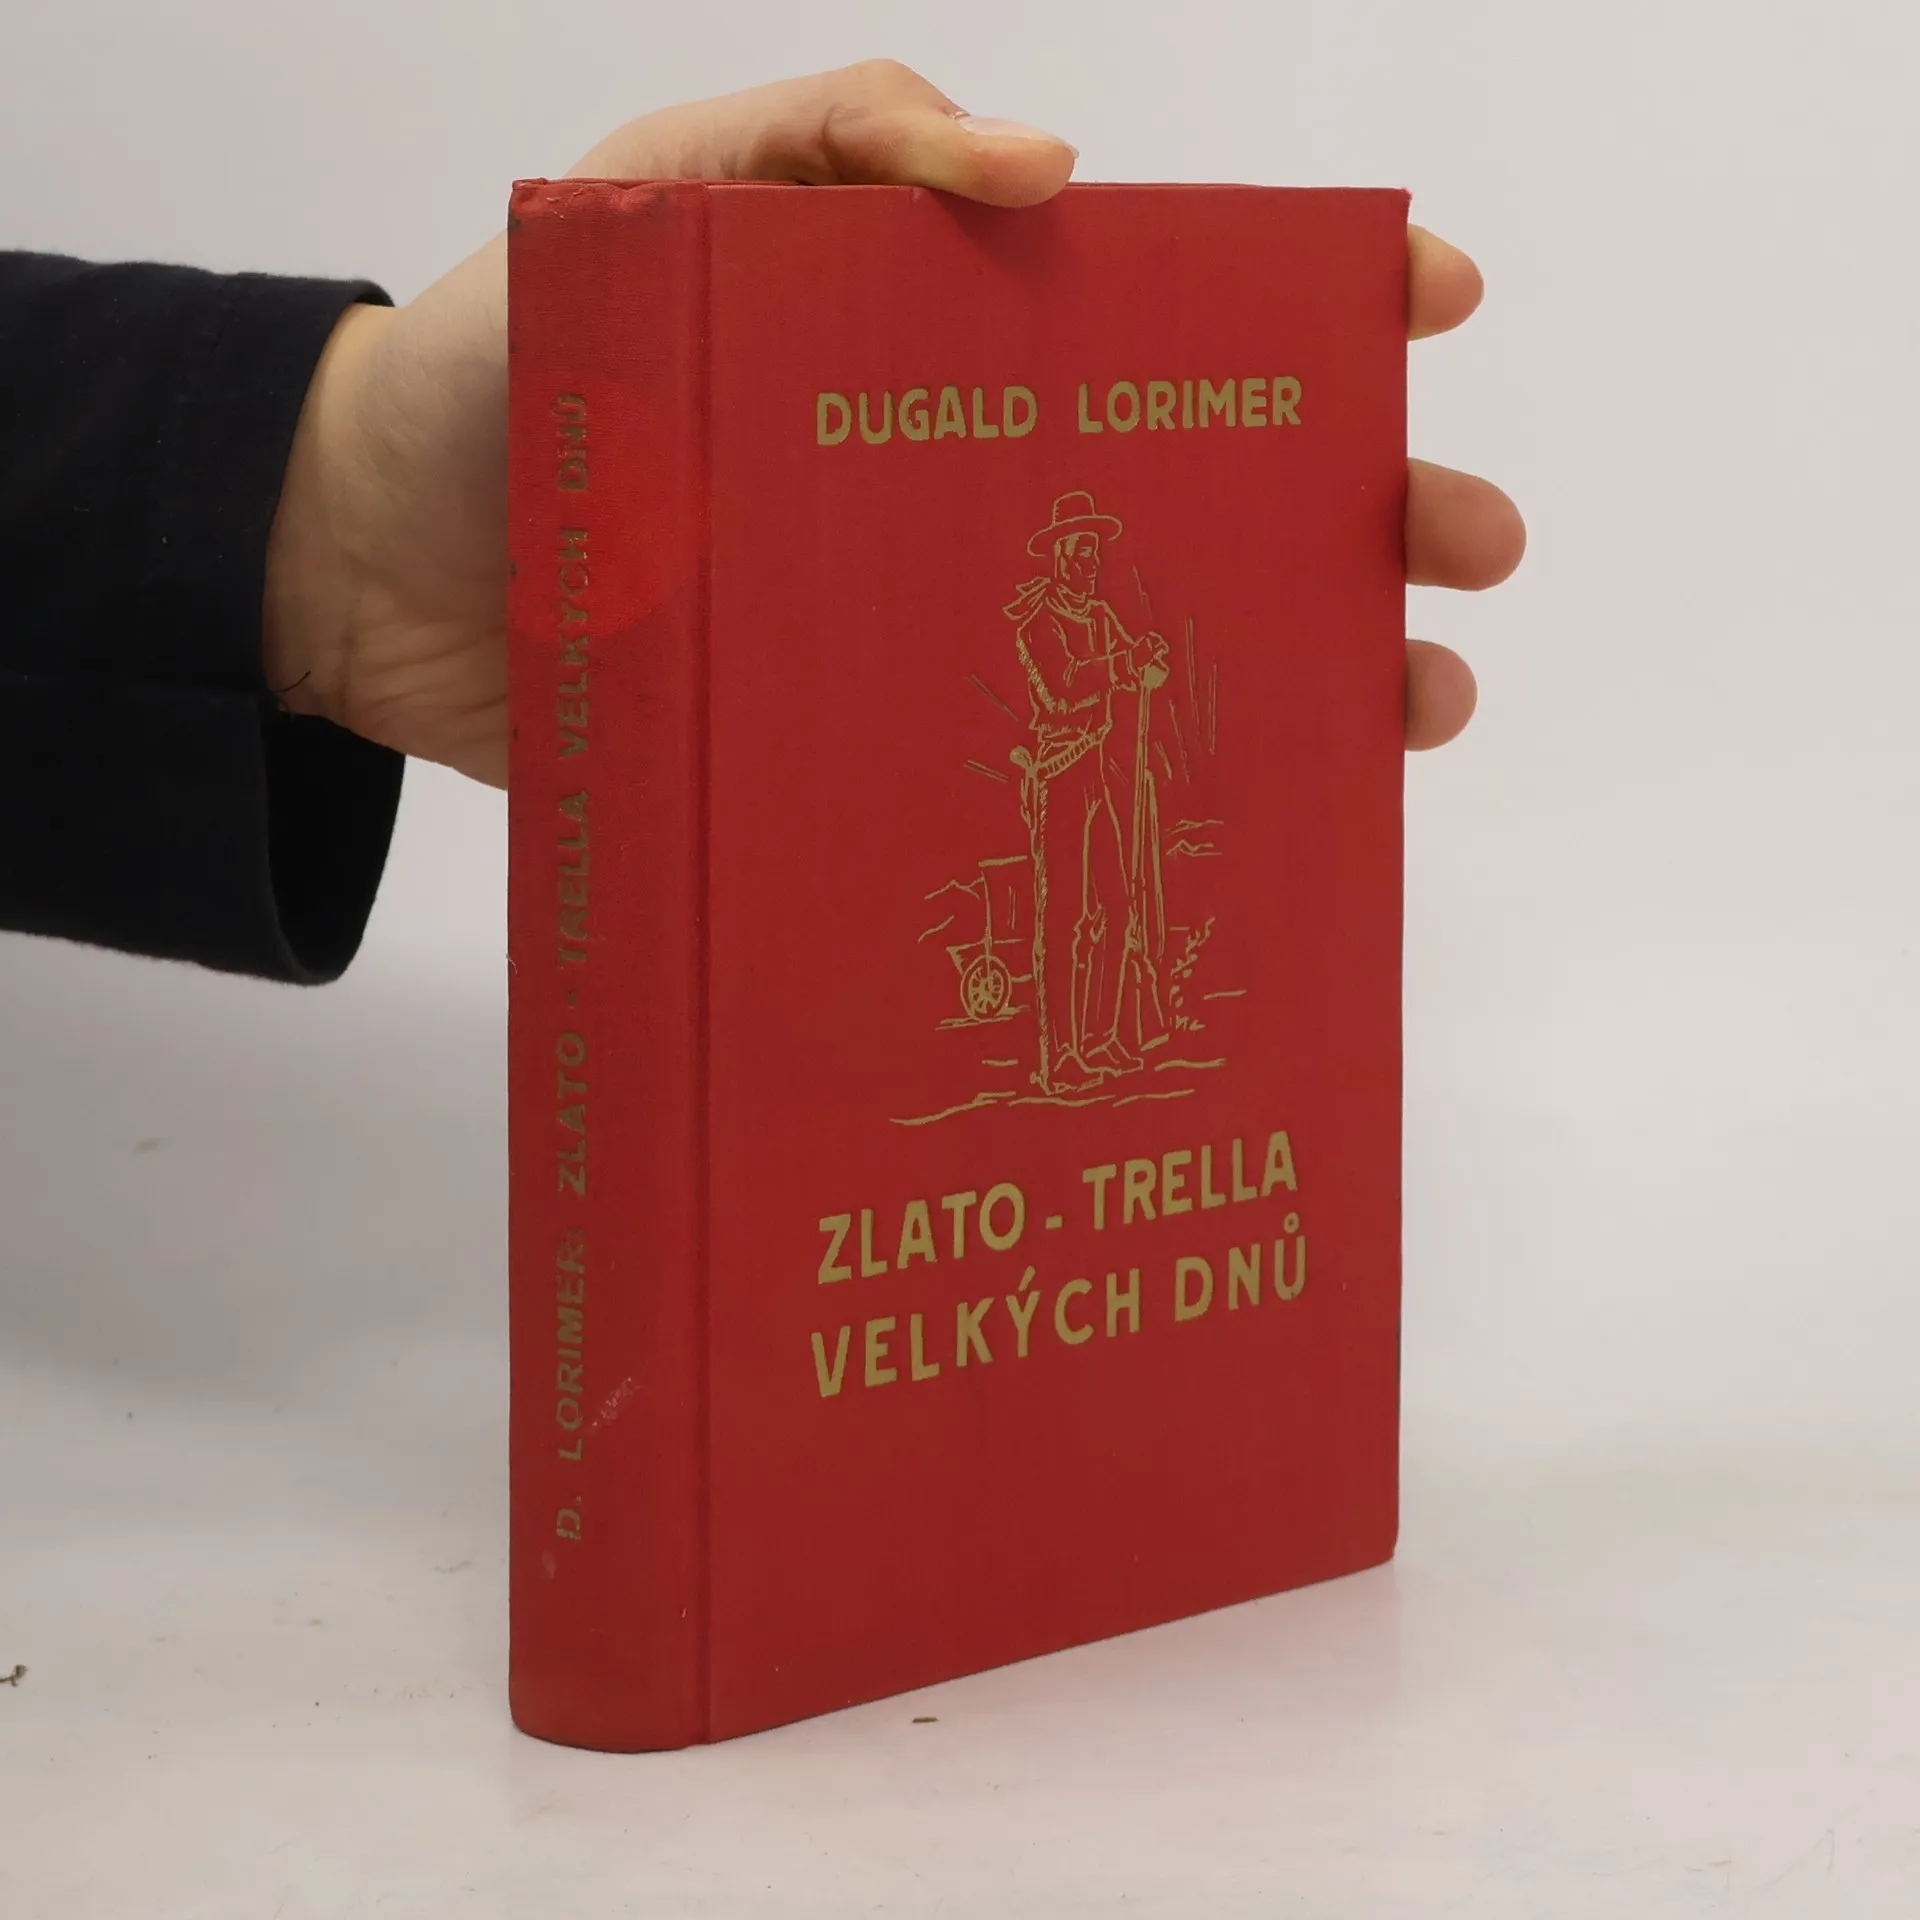 D. LORIMER: ZLATO - TRELLA VELKÝCH DNŮ
DUGALD LORIMER
ZLATO - TRELLA
VELKÝCH DNŮ